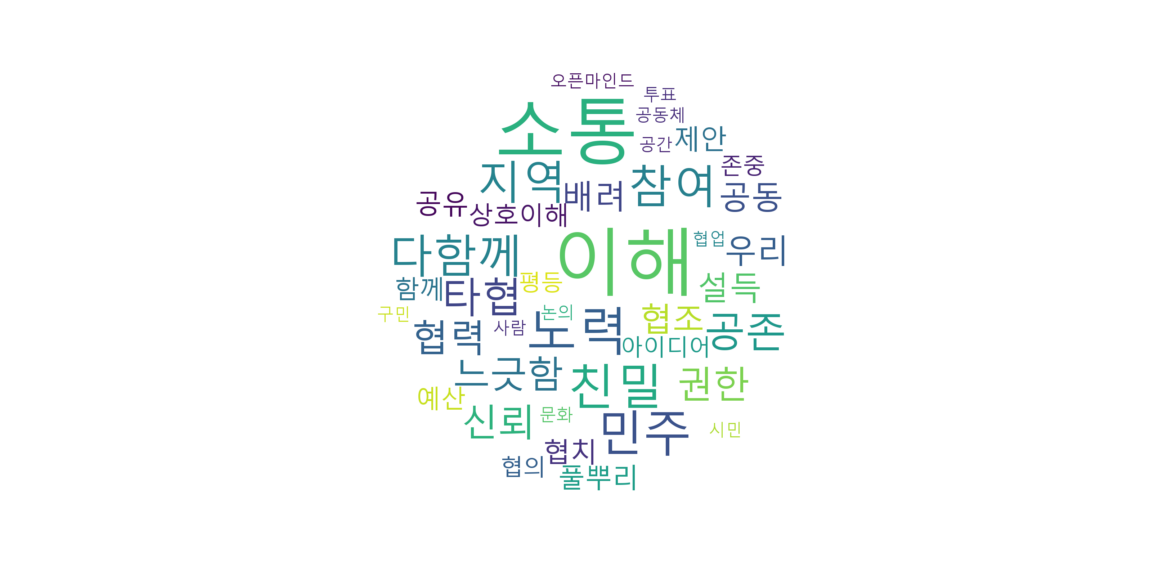 오픈마인드
투표
소통
공동체
공간
제안
존중
지역
참여
배려
공동
공유
상호이해
이해
다함께
협업
우리
함께
타협
평등
설득
구민
논의
사람
노력
협조
공존
협력
아이디어
느긋함
친밀
권한
예산
신뢰
문화
민주
시민
협치
협의
풀뿌리